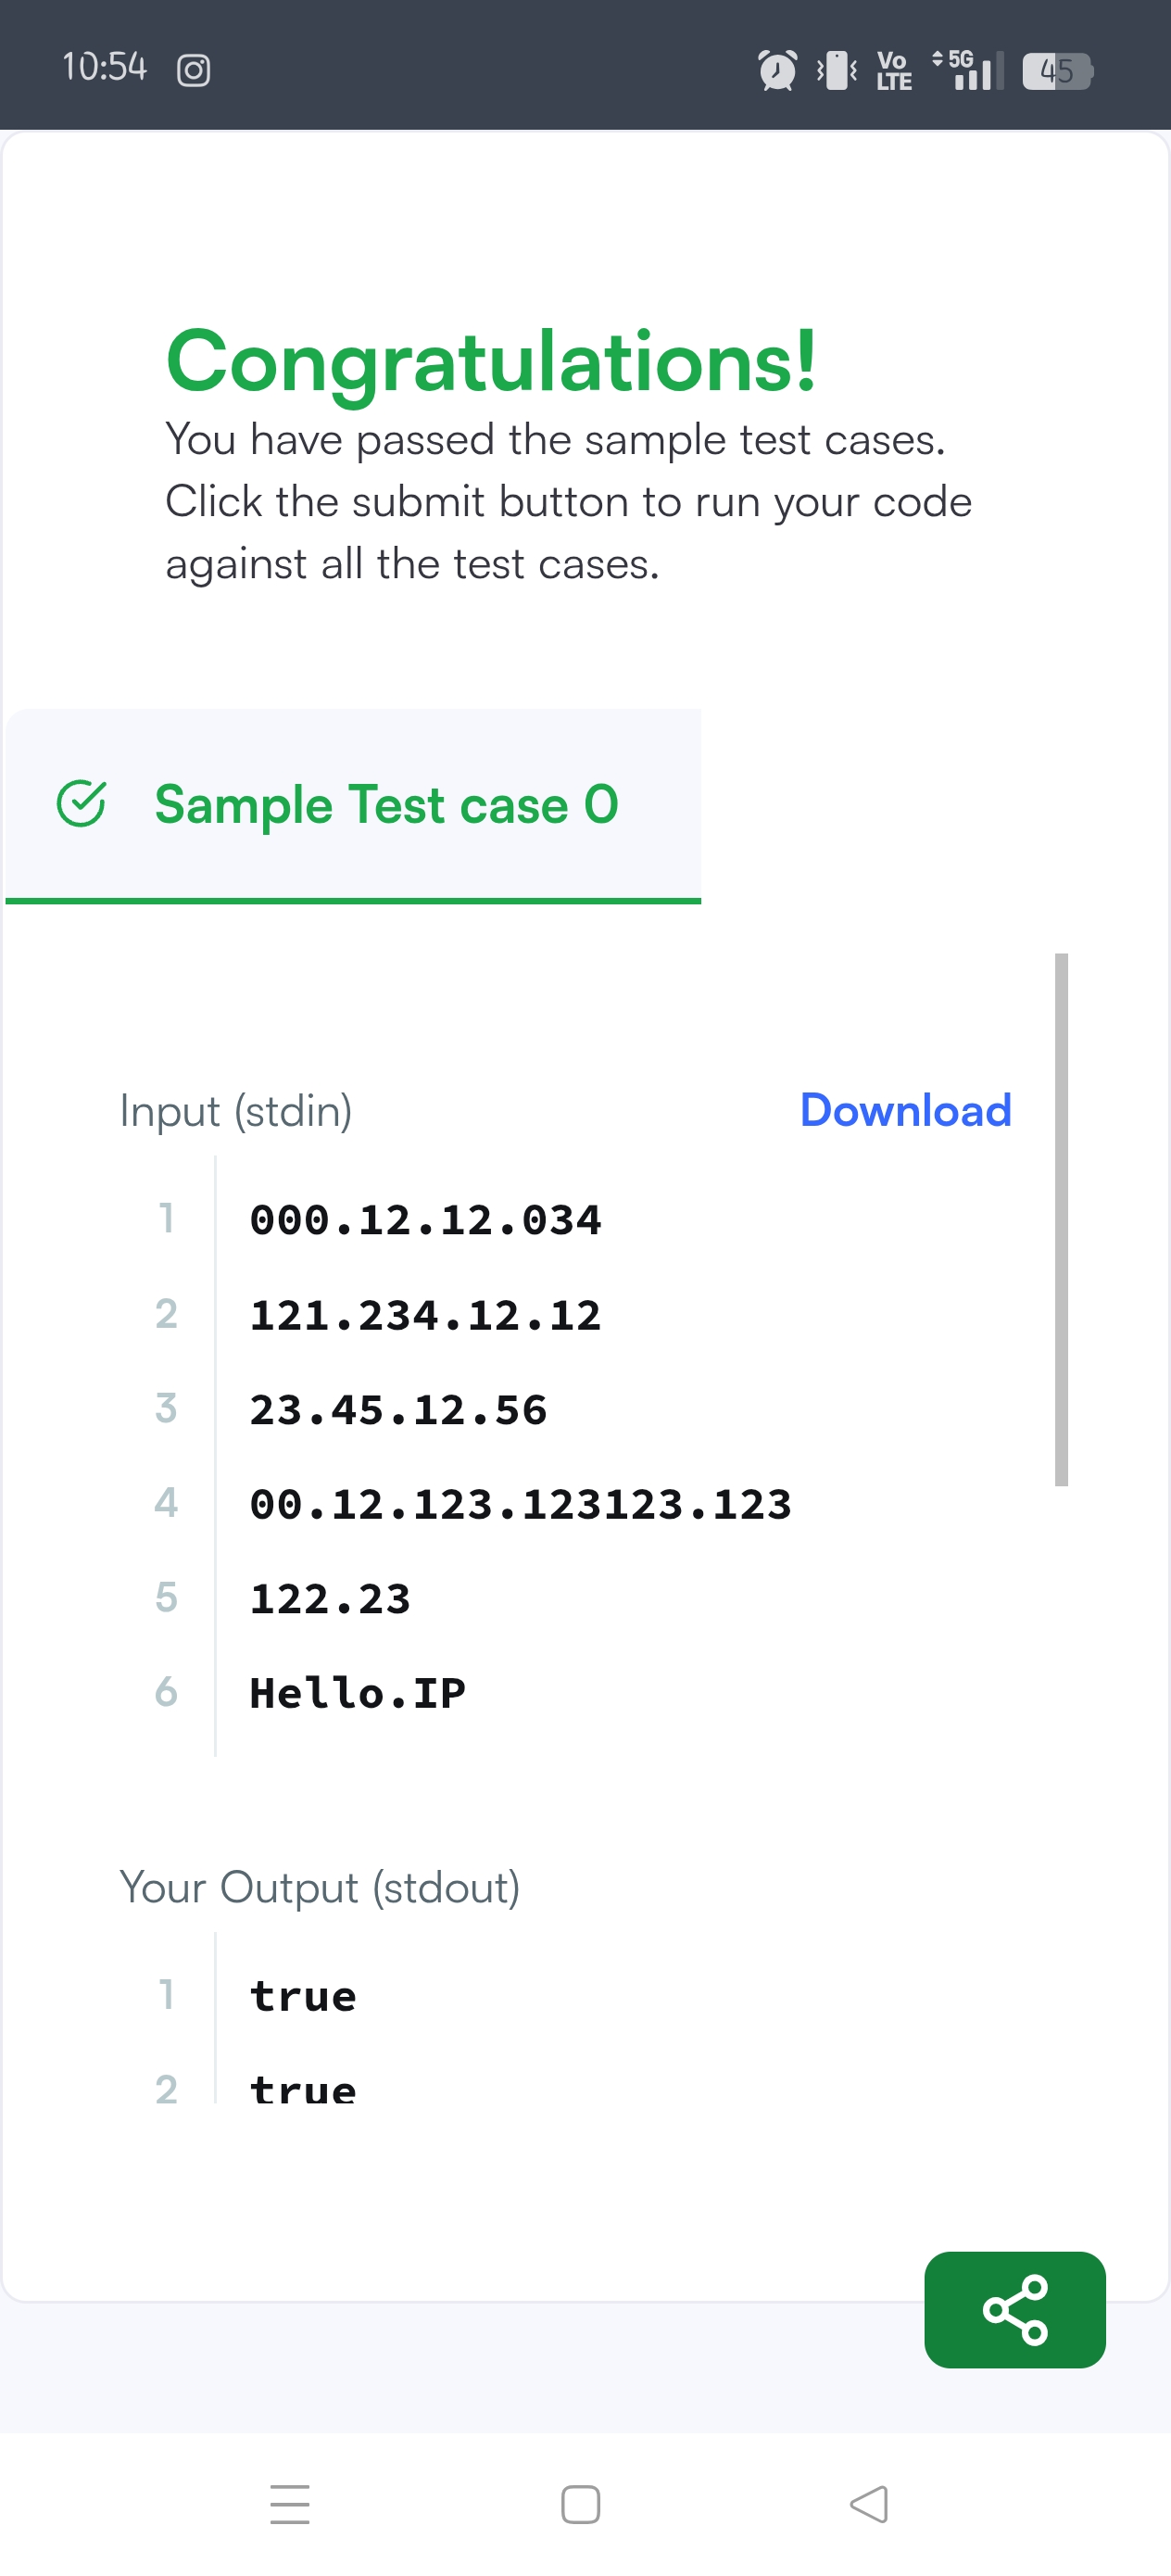 10:54
Vo
LTE
5G
45
Congratulations!
You have passed the sample test cases.
Click the submit button to run your code
against all the test cases.
Sample Test case 0
Input (stdin)
Download
1 000.12.12.034
2 121.234.12.12
3 23.45.12.56
4 00.12.123.123123.123
5 122.23
6 Hello.IP
Your Output (stdout)
1 true
2 true